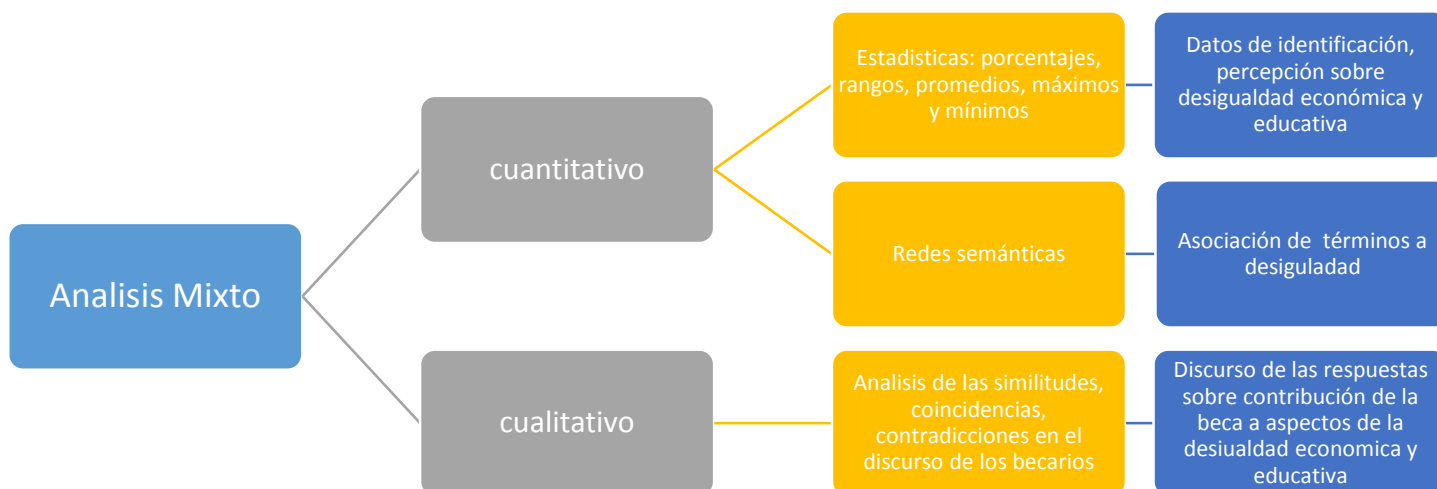 Analisis Mixto
cuantitativo
Estadisticas: porcentajes,
rangos, promedios, máximos
y mínimos
Datos de identificación,
percepción sobre
desigualdad económica y
educativa
Redes semánticas
Asociación de términos a
desiguladad
cualitativo
Analisis de las similitudes,
coincidencias,
contradicciones en el
discurso de los becarios
Discurso de las respuestas
sobre contribución de la
beca a aspectos de la
desiualdad economica y
educativa